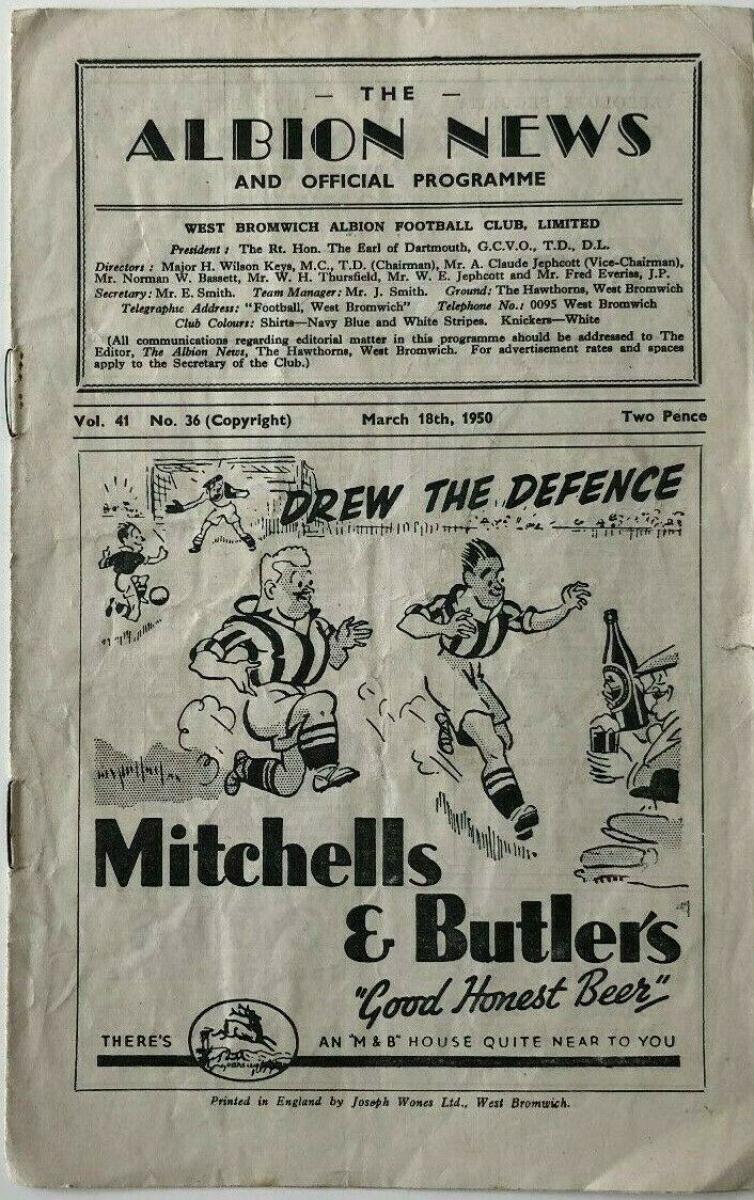 — THE —
ALBION NEWS
AND OFFICIAL PROGRAMME
WEST BROMWICH ALBION FOOTBALL CLUB, LIMITED
President : The Rt. Hon. The Earl of Dartmouth, G.C.V.O., T.D., D.L.
Directors : Major H. Wilson Keys, M.C., T.D. (Chairman), Mr. A. Claude Jephcott (Vice-Chairman),
Mr. Norman W. Bassett, Mr. W. H. Thursfield, Mr. W. E. Jephcott and Mr. Fred Everiss, J.P.
Secretary : Mr. E. Smith. Team Manager: Mr. J. Smith. Ground: The Hawthorns, West Bromwich
Telegraphic Address: "Football, West Bromwich" Telephone No.: 0095 West Bromwich
Club Colours: Shirts—Navy Blue and White Stripes. Knickers—White
(All communications regarding editorial matter in this programme should be addressed to The
Editor, The Albion News, The Hawthorns, West Bromwich. For advertisement rates and spaces
apply to the Secretary of the Club.)
Vol. 41 No. 36 (Copyright) March 18th, 1950 Two Pence
DREW THE DEFENCE
Mitchells
& Butlers
"Good Honest Beer"
THERE'S AN "M & B" HOUSE QUITE NEAR TO YOU
Printed in England by Joseph Wones Ltd., West Bromwich.